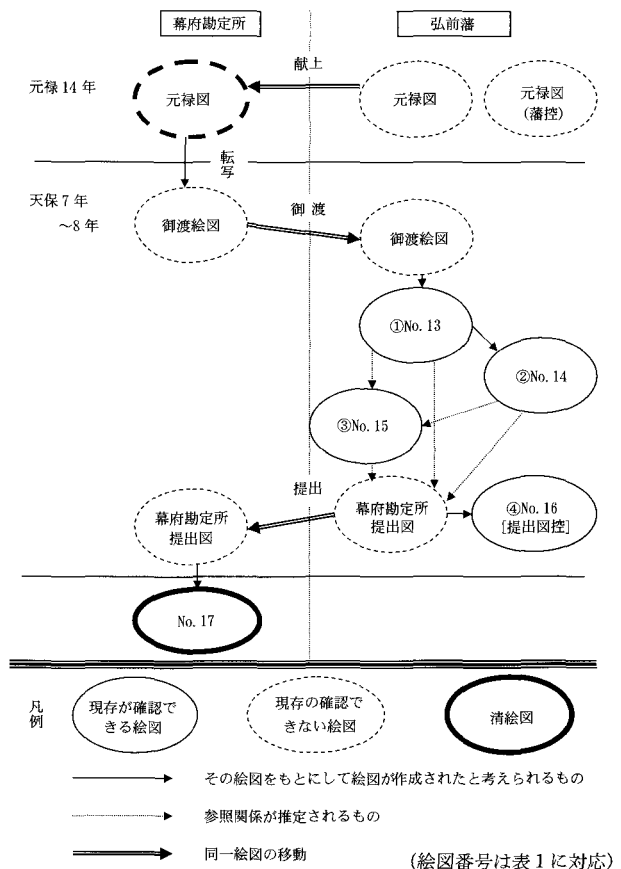 幕府勘定所
弘前藩
元禄14年
献上
元禄図
元禄図
元禄図
(藩控)
転写
天保7年
～8年
御渡
御渡絵図
御渡絵図
①No.13
②No.14
③No.15
提出
幕府勘定所
提出図
幕府勘定所
提出図
④No.16
[提出図控]
No.17
凡例
現存が確認で
きる絵図
現存の確認で
きない絵図
清絵図
その絵図をもとにして絵図が作成されたと考えられるもの
参照関係が推定されるもの
同一絵図の移動
(絵図番号は表1に対応)